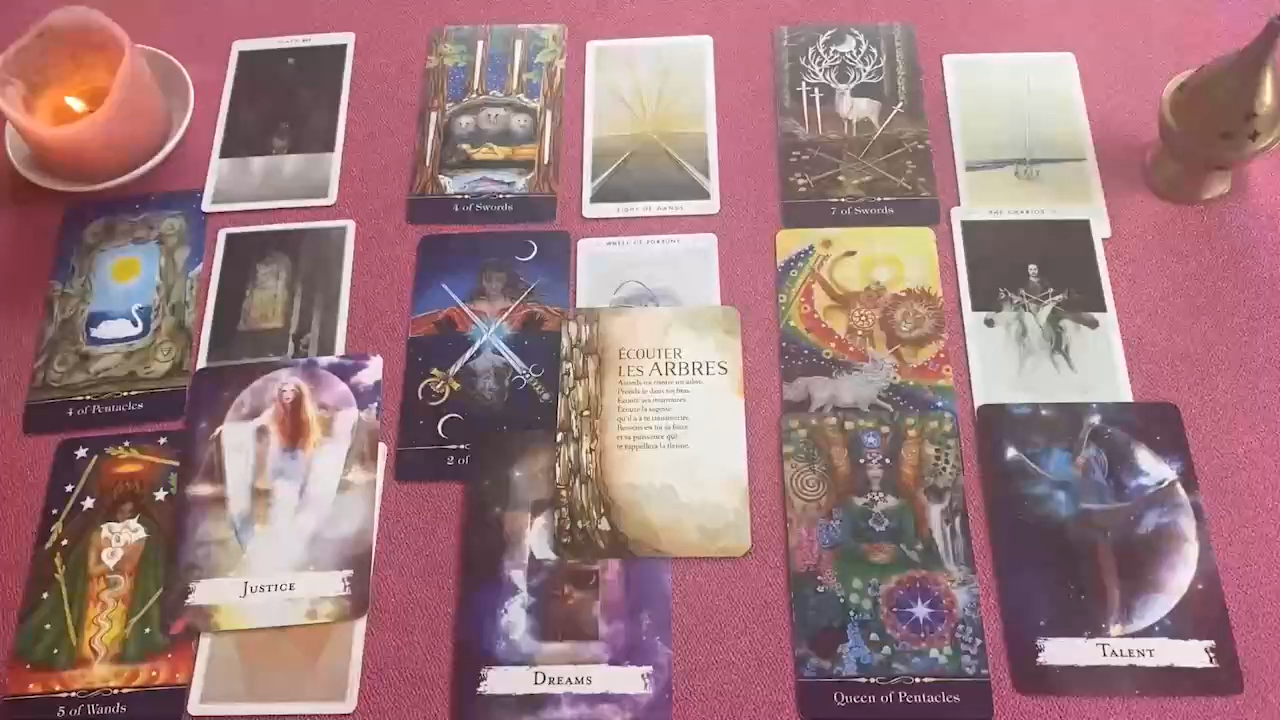 4 of Swords
EIGHT OF WANDS
7 of Swords
WHEEL OF FORTUNE
THE CHARIOT
4 of Pentacles
2 of
ÉCOUTER
LES ARBRES
Assieds-toi contre un arbre.
Prends-le dans tes bras.
Écoute ses murmures.
Écoute la sagesse
qu'il a à te transmettre.
Ressens en toi sa force
et sa puissance qui
te rappellera la tienne.
JUSTICE
DREAMS
TALENT
Queen of Pentacles
5 of Wands